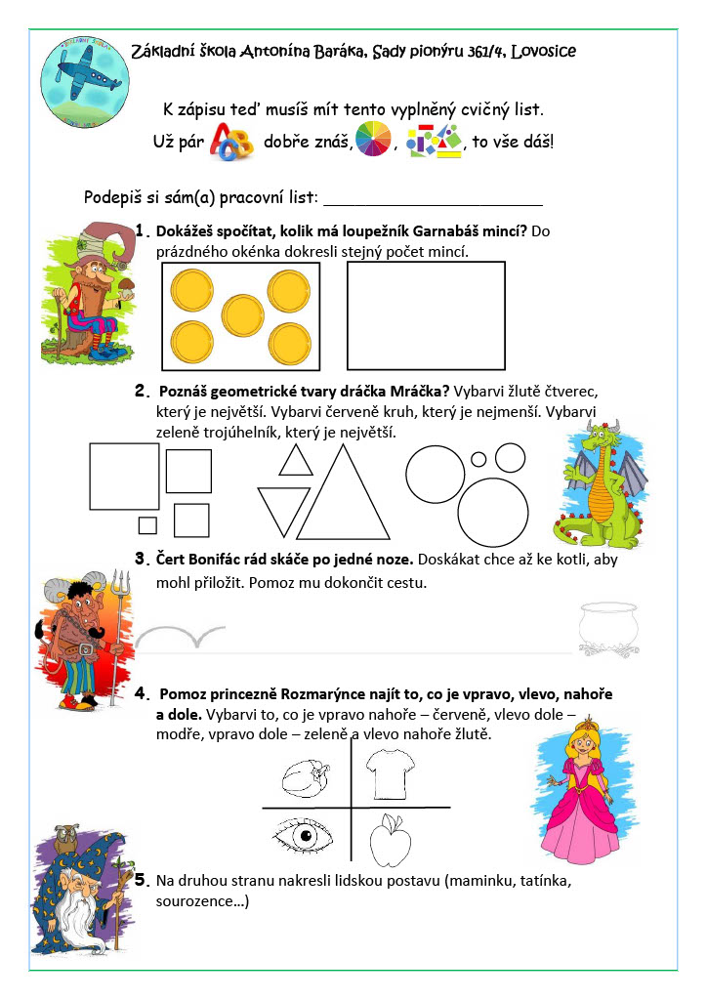 Základní škola Antonína Baráka, Sady pionýru 361/4, Lovosice
K zápisu teď musíš mít tento vyplněný cvičný list.
Už pár dobře znáš, , , to vše dáš!
Podepiš si sám(a) pracovní list: _______________________
1. Dokážeš spočítat, kolik má loupežník Garnabáš mincí? Do
prázdného okénka dokresli stejný počet mincí.
2. Poznáš geometrické tvary dráčka Mráčka? Vybarvi žlutě čtverec,
který je největší. Vybarvi červeně kruh, který je nejmenší. Vybarvi
zeleně trojúhelník, který je největší.
3. Čert Bonifác rád skáče po jedné noze. Doskákat chce až ke kotli, aby
mohl přiložit. Pomoz mu dokončit cestu.
4. Pomoz princezně Rozmarýnce najít to, co je vpravo, vlevo, nahoře
a dole. Vybarvi to, co je vpravo nahoře – červeně, vlevo dole –
modře, vpravo dole – zeleně a vlevo nahoře žlutě.
5. Na druhou stranu nakresli lidskou postavu (maminku, tatínka,
sourozence…)